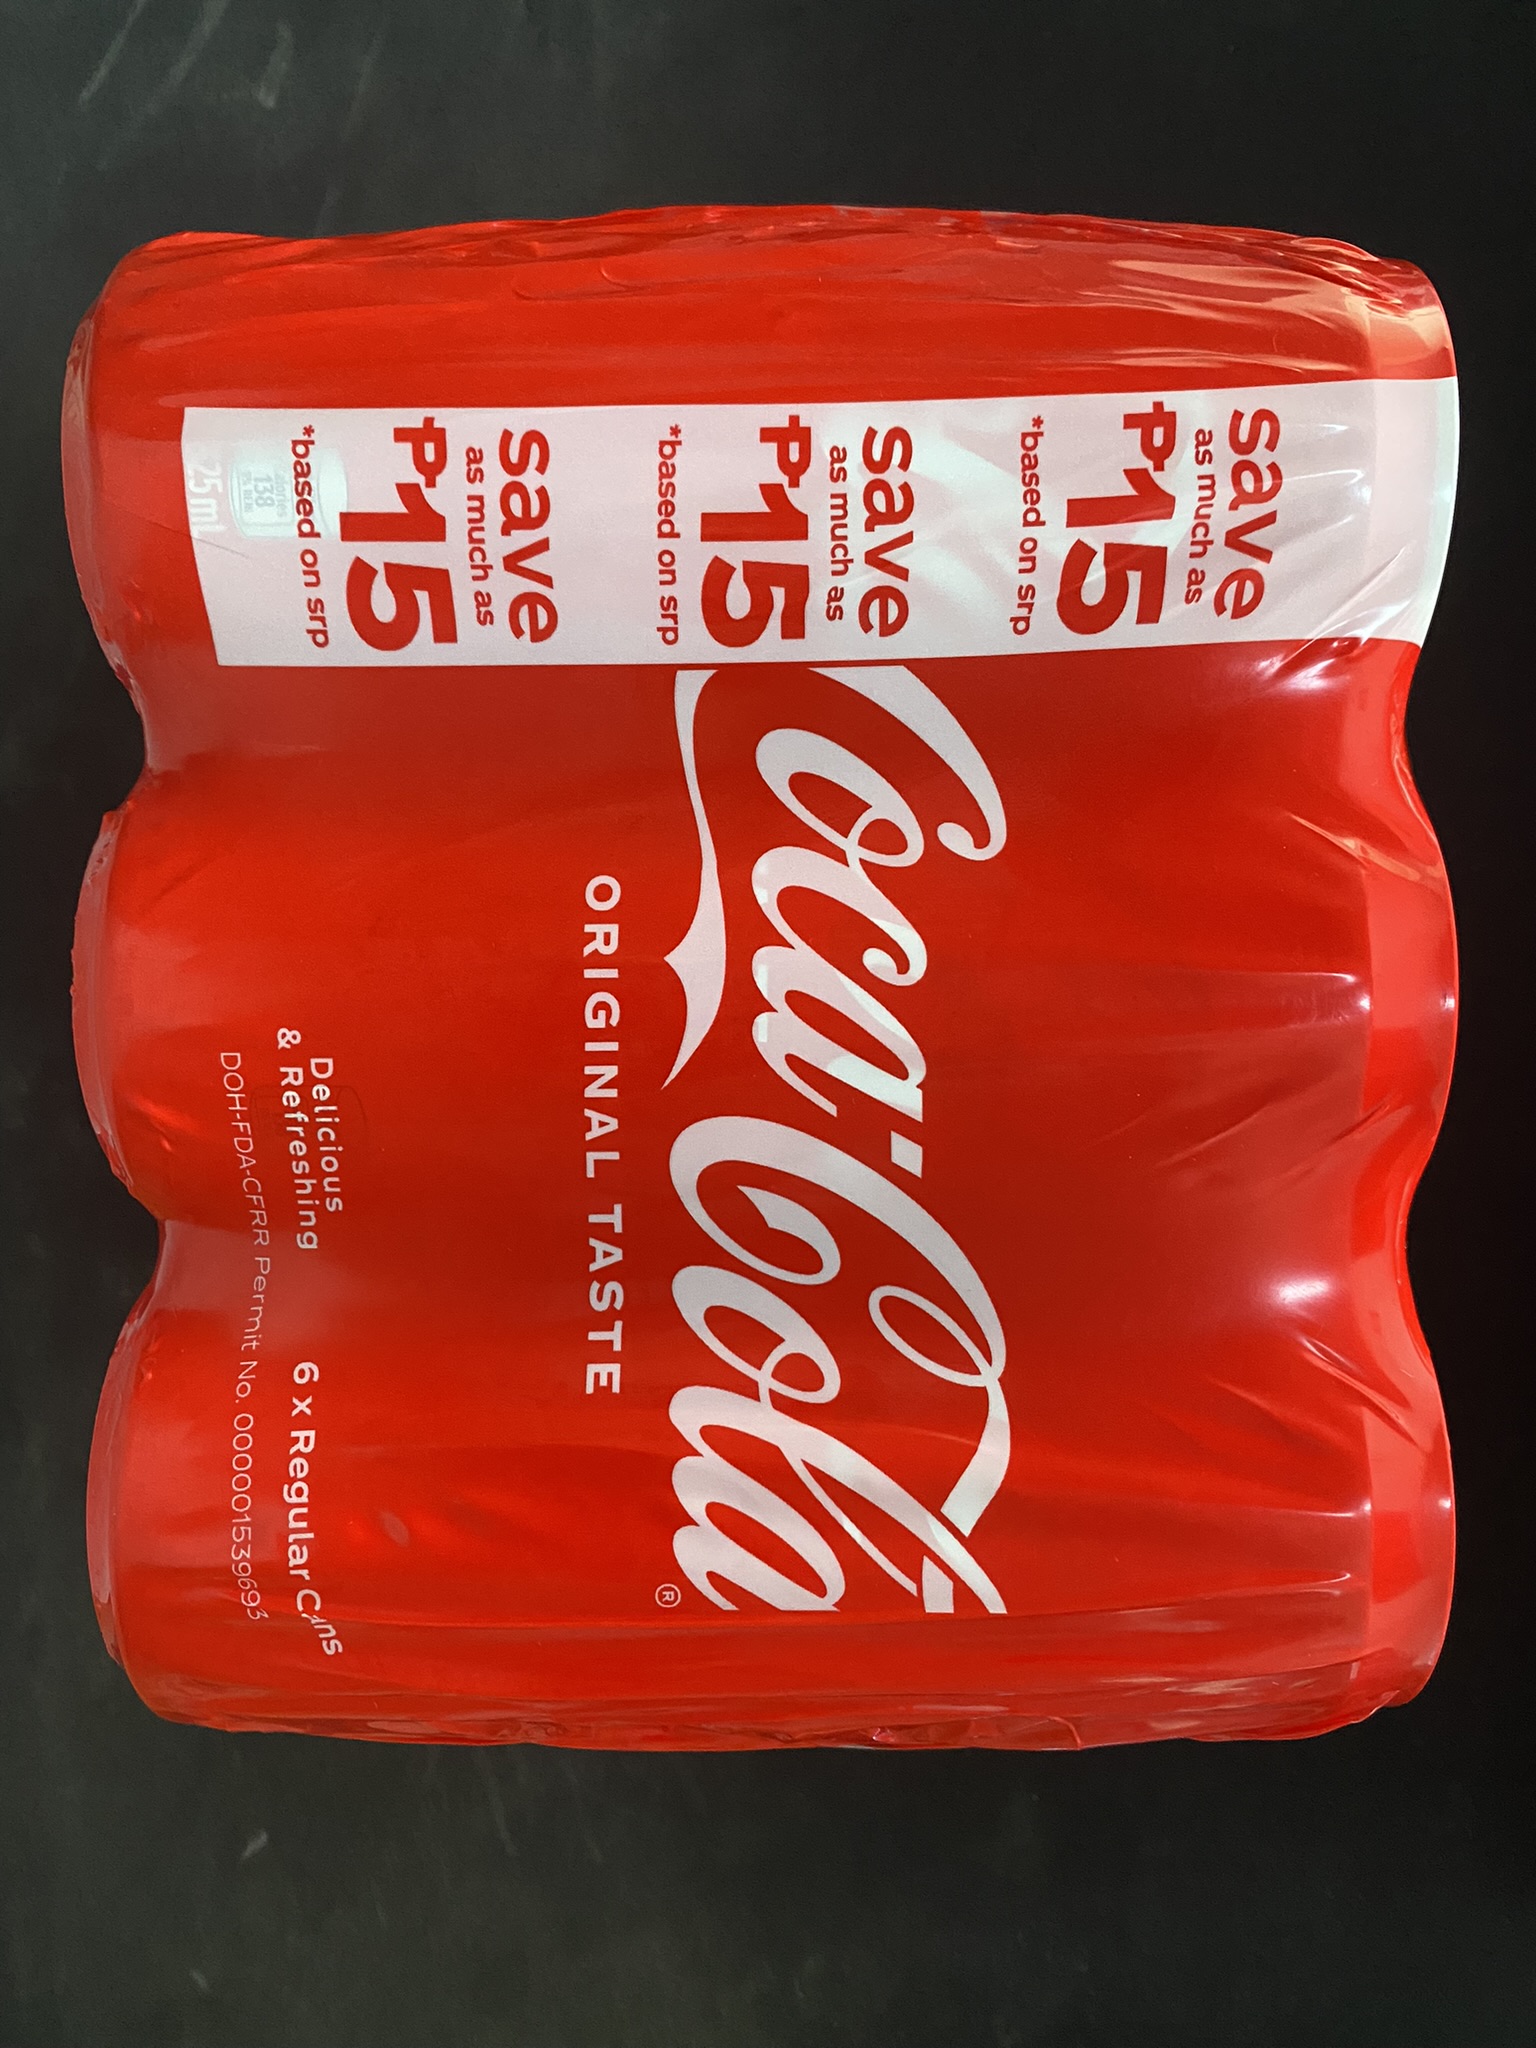 save
as much as
₱15
*based on srp
save
as much as
₱15
*based on srp
save
as much as
₱15
*based on srp
Coca-Cola
®
ORIGINAL TASTE
Delicious
& Refreshing
6 x Regular Cans
DOH-FDA-CFRR Permit No. 000001539693
138